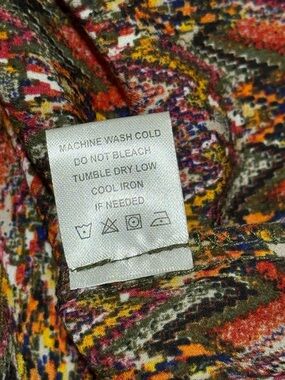 MACHINE WASH COLD
DO NOT BLEACH
TUMBLE DRY LOW
COOL IRON
IF NEEDED